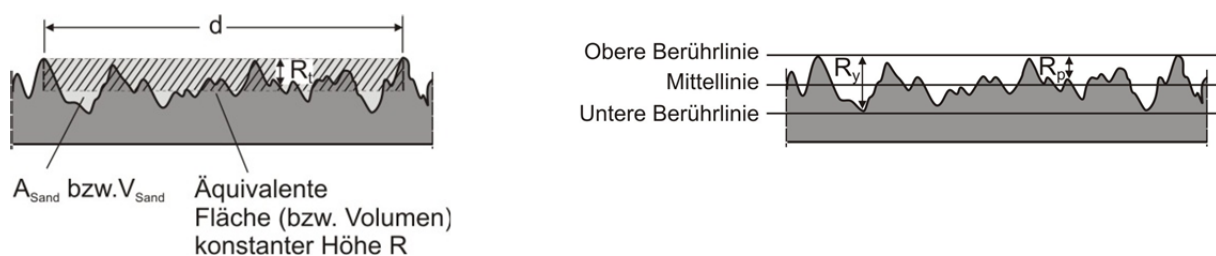 d
R_t
A_Sand bzw.V_Sand
Äquivalente
Fläche (bzw. Volumen)
konstanter Höhe R
Obere Berührlinie
Mittellinie
Untere Berührlinie
R_y
R_p